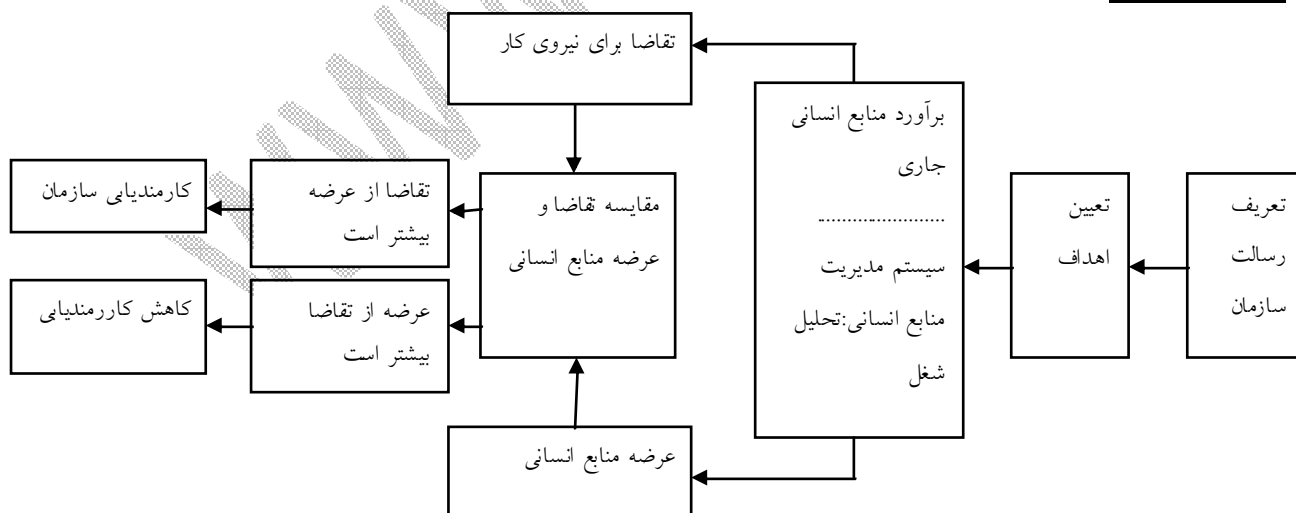 تعریف
رسالت
سازمان
تعیین
اهداف
برآورد منابع انسانی
جاری
........................
سیستم مدیریت
منابع انسانی:تحلیل
شغل
تقاضا برای نیروی کار
عرضه منابع انسانی
مقایسه تقاضا و
عرضه منابع انسانی
تقاضا از عرضه
بیشتر است
عرضه از تقاضا
بیشتر است
کارمندیابی سازمان
کاهش کاررمندیابی